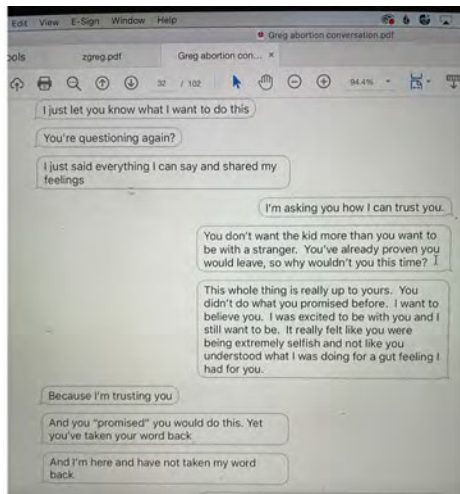 Edit View E-Sign Window Help
Greg abortion conversation.pdf
ools zgreg.pdf Greg abortion con... ×
32 / 102 94.4%
I just let you know what I want to do this
You're questioning again?
I just said everything I can say and shared my
feelings
I'm asking you how I can trust you.
You don't want the kid more than you want to
be with a stranger. You've already proven you
would leave, so why wouldn't you this time?
This whole thing is really up to yours. You
didn't do what you promised before. I want to
believe you. I was excited to be with you and I
still want to be. It really felt like you were
being extremely selfish and not like you
understood what I was doing for a gut feeling I
had for you.
Because I'm trusting you
And you "promised" you would do this. Yet
you've taken your word back
And I'm here and have not taken my word
back